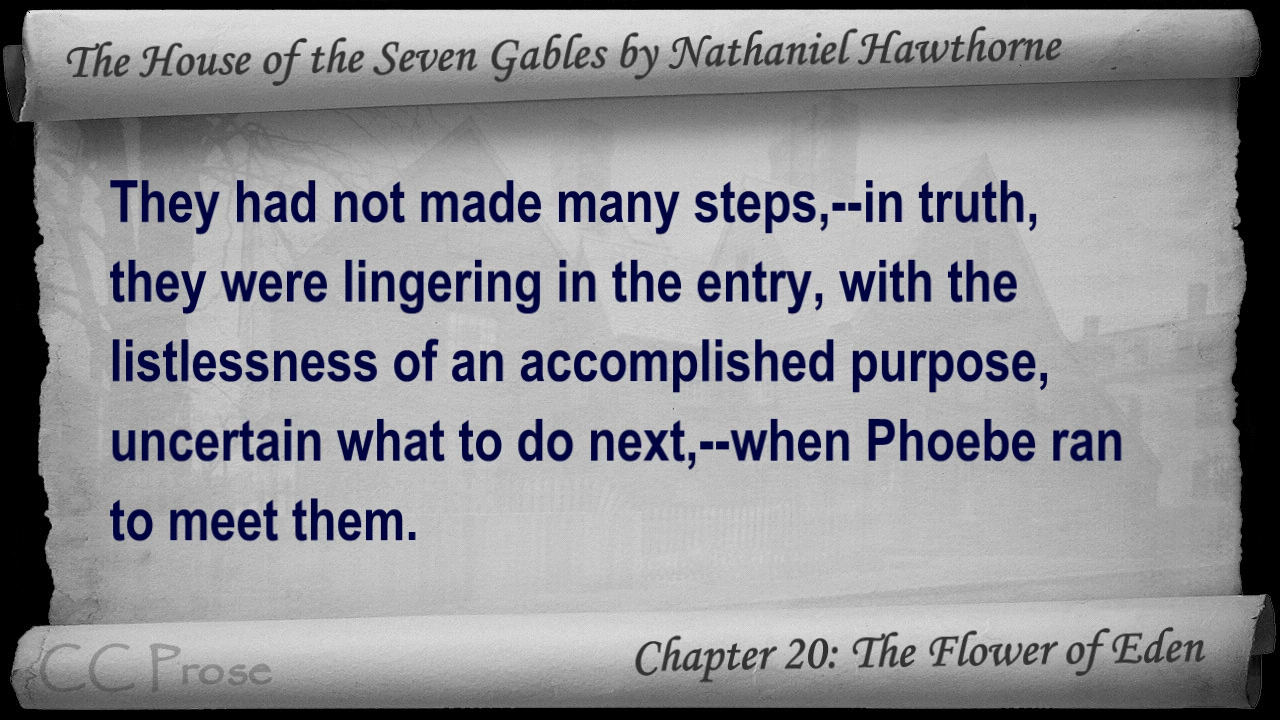 The House of the Seven Gables by Nathaniel Hawthorne
They had not made many steps,--in truth,
they were lingering in the entry, with the
listlessness of an accomplished purpose,
uncertain what to do next,--when Phoebe ran
to meet them.
CC Prose
Chapter 20: The Flower of Eden